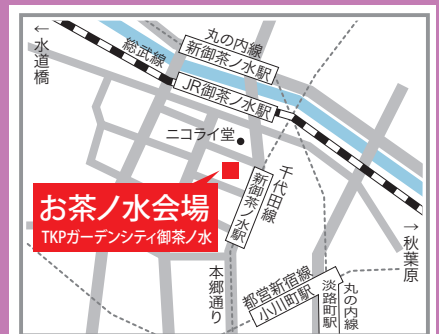 ←水道橋
総武線
丸の内線
新御茶ノ水駅
JR御茶ノ水駅
ニコライ堂
お茶ノ水会場
TKPガーデンシティ御茶ノ水
千代田線
新御茶ノ水駅
→秋葉原
本郷通り
都営新宿線
小川町駅
淡路町駅
丸の内線